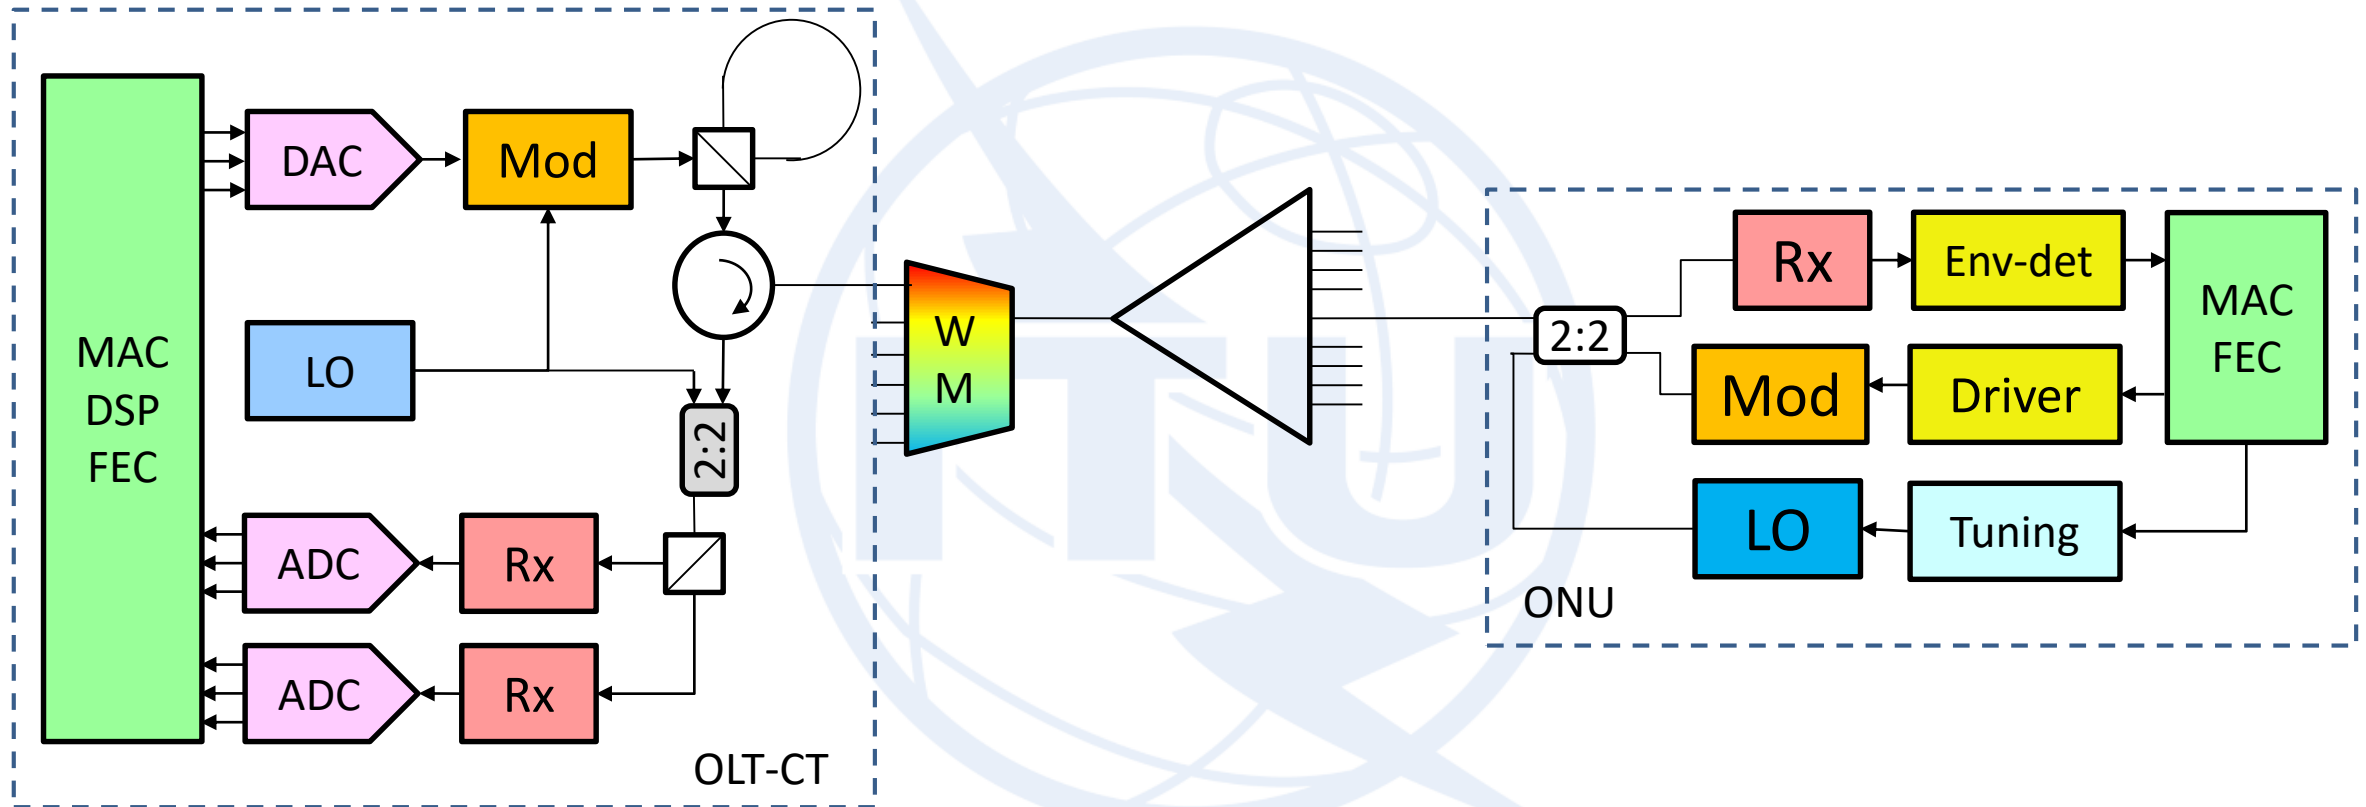 MAC
DSP
FEC
DAC
Mod
LO
2:2
ADC
Rx
ADC
Rx
OLT-CT
W
M
2:2
Rx
Env-det
MAC
FEC
Mod
Driver
LO
Tuning
ONU
ITU